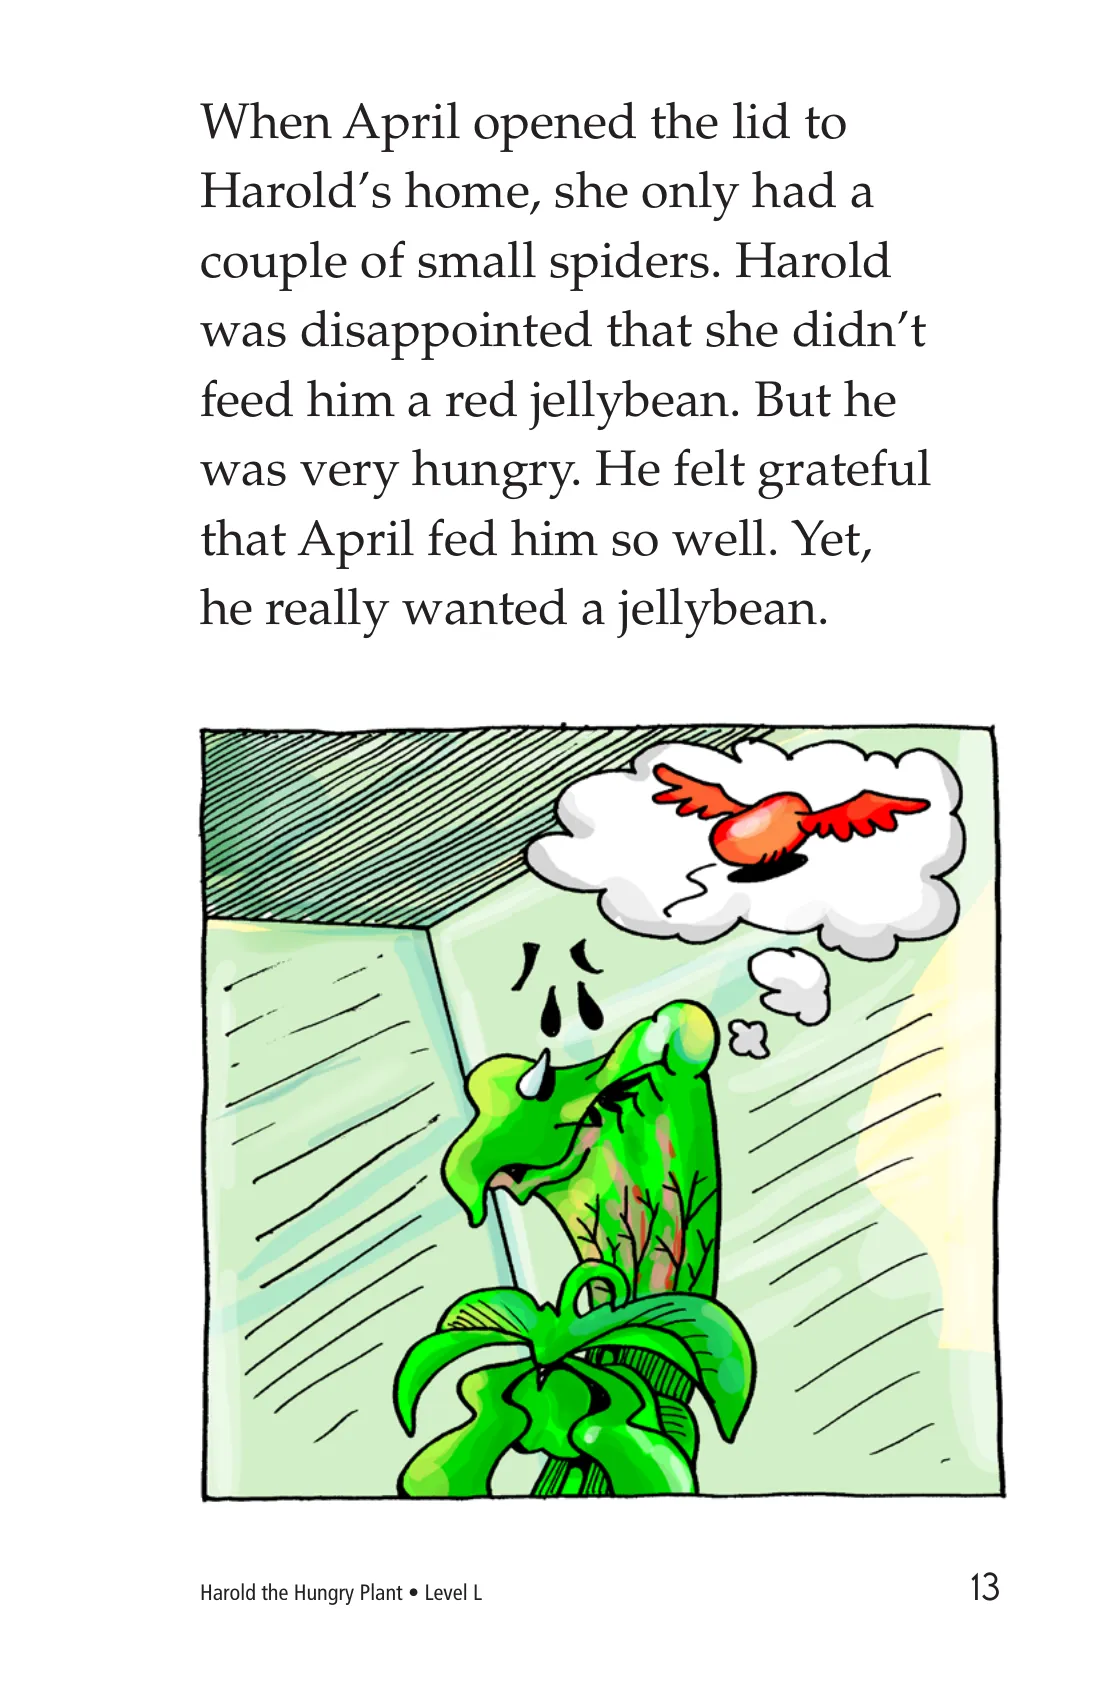 When April opened the lid to
Harold’s home, she only had a
couple of small spiders. Harold
was disappointed that she didn’t
feed him a red jellybean. But he
was very hungry. He felt grateful
that April fed him so well. Yet,
he really wanted a jellybean.
Harold the Hungry Plant • Level L
13